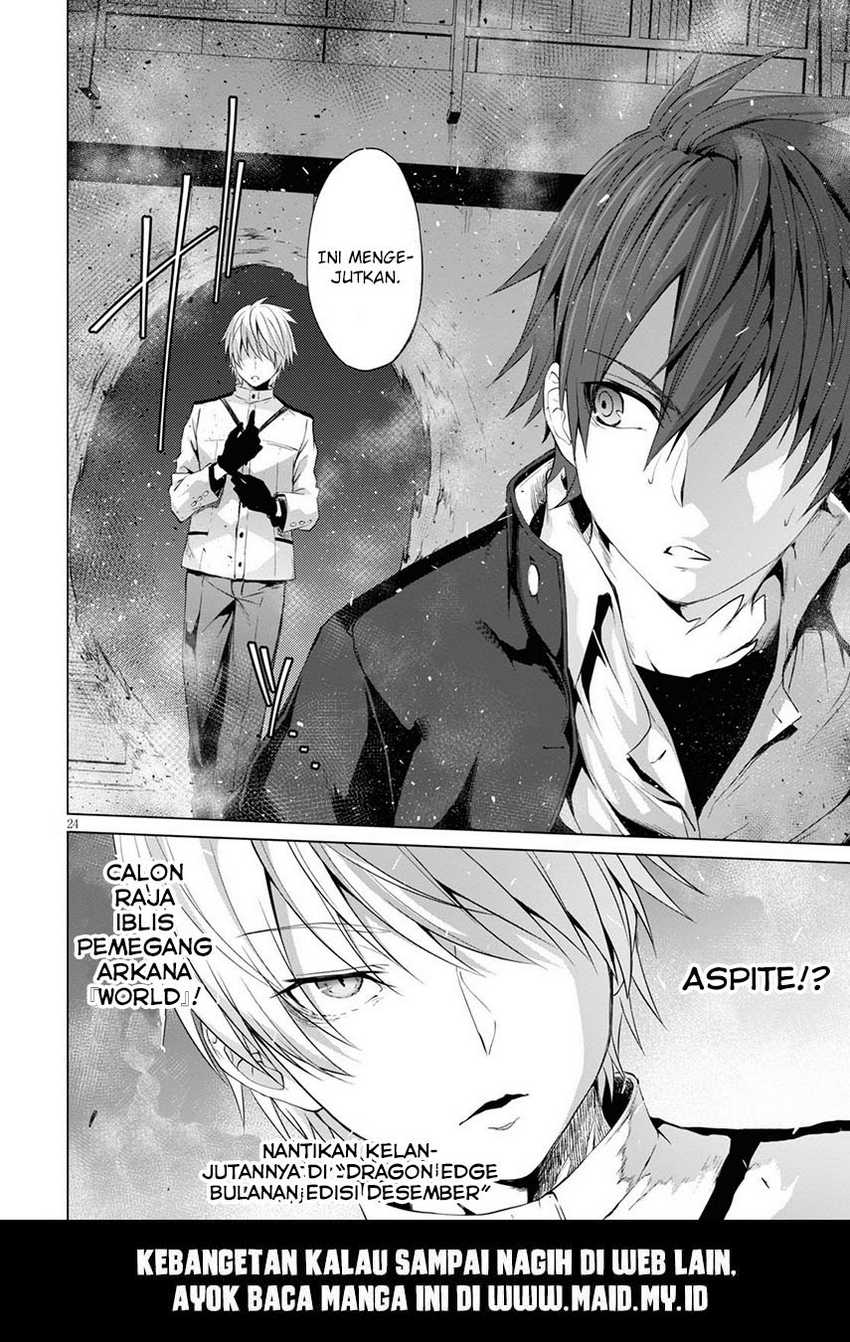 INI MENGE-
JUTKAN.
24
CALON
RAJA
IBLIS
PEMEGANG
ARKANA
『WORLD』!
ASPITE!?
NANTIKAN KELAN-
JUTANNYA DI "DRAGON EDGE
BULANAN EDISI DESEMBER"
KEBANGETAN KALAU SAMPAI NAGIH DI WEB LAIN,
AYOK BACA MANGA INI DI WWW.MAID.MY.ID